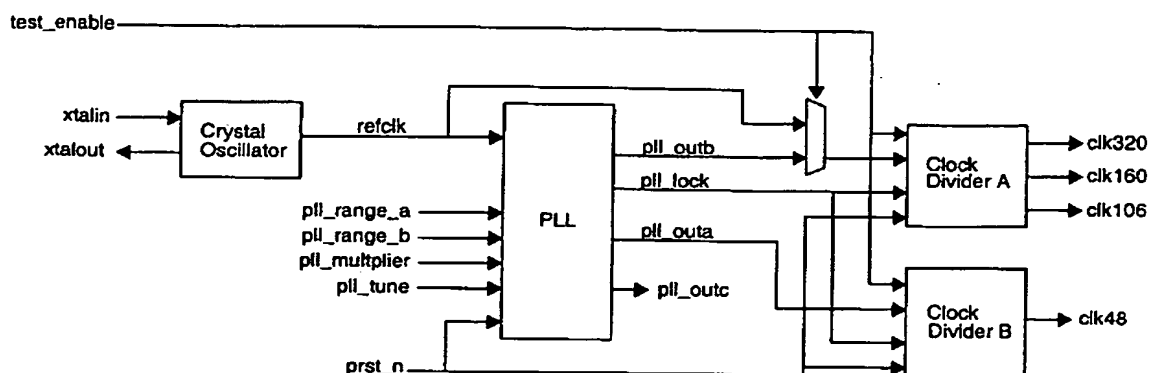 test_enable
xtalin
xtalout
Crystal
Oscillator
refclk
pll_range_a
pll_range_b
pll_multplier
pll_tune
prst_n
PLL
pll_outb
pll_lock
pll_outa
pll_outc
Clock
Divider A
clk320
clk160
clk106
Clock
Divider B
clk48